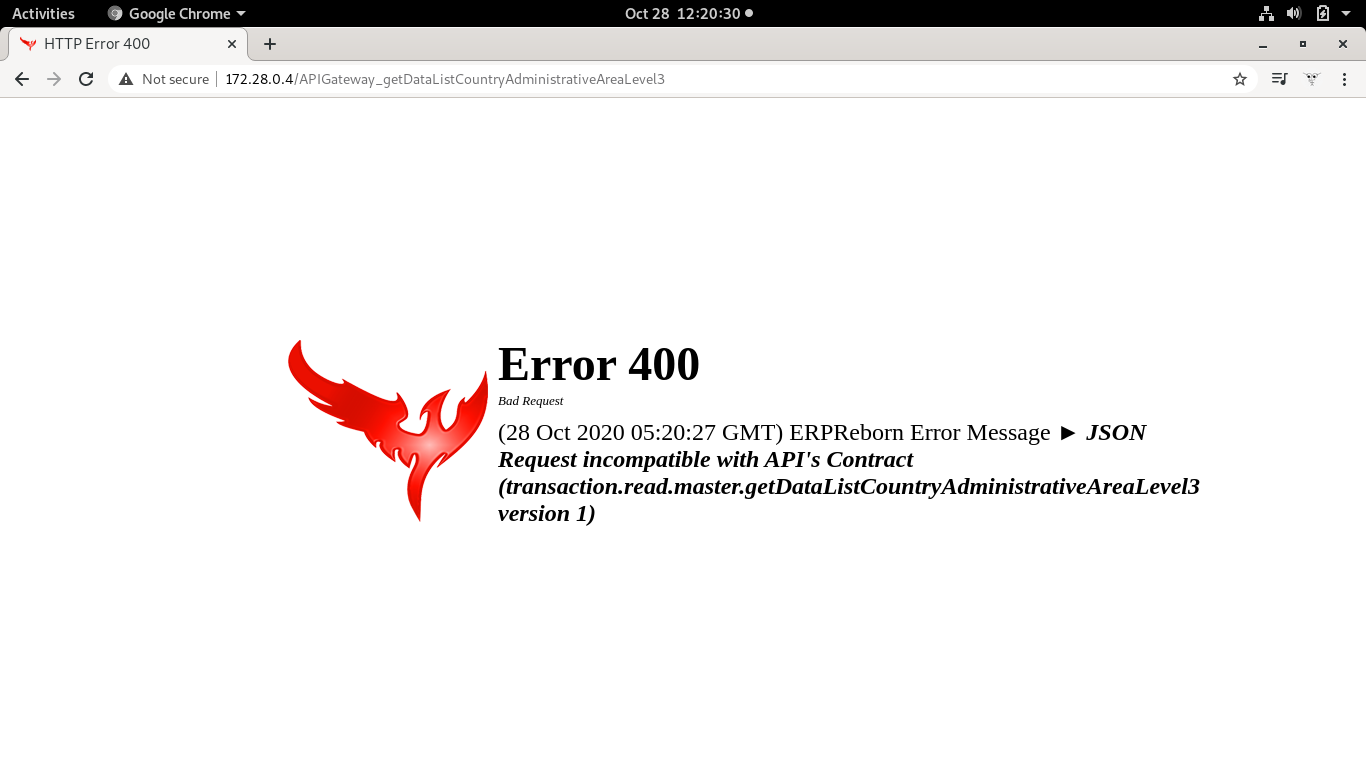 Activities
Google Chrome
Oct 28 12:20:30
HTTP Error 400
Not secure
172.28.0.4/APIGateway_getDataListCountryAdministrativeAreaLevel3
Error 400
Bad Request
(28 Oct 2020 05:20:27 GMT) ERPReborn Error Message ► JSON
Request incompatible with API's Contract
(transaction.read.master.getDataListCountryAdministrativeAreaLevel3
version 1)